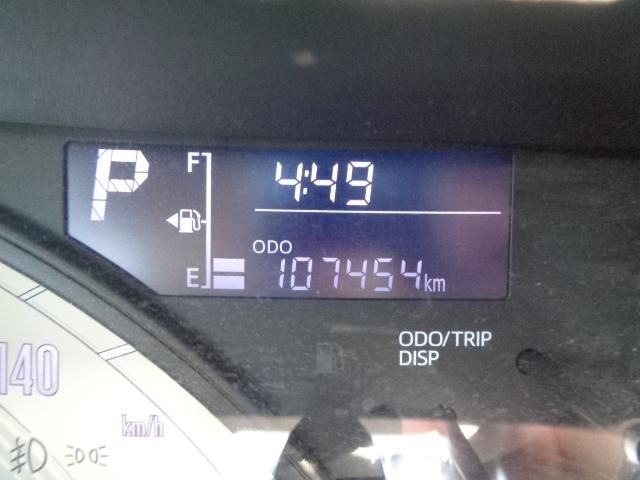 P
F
4:49
ODO
E
107454km
ODO/TRIP
DISP
140
km/h